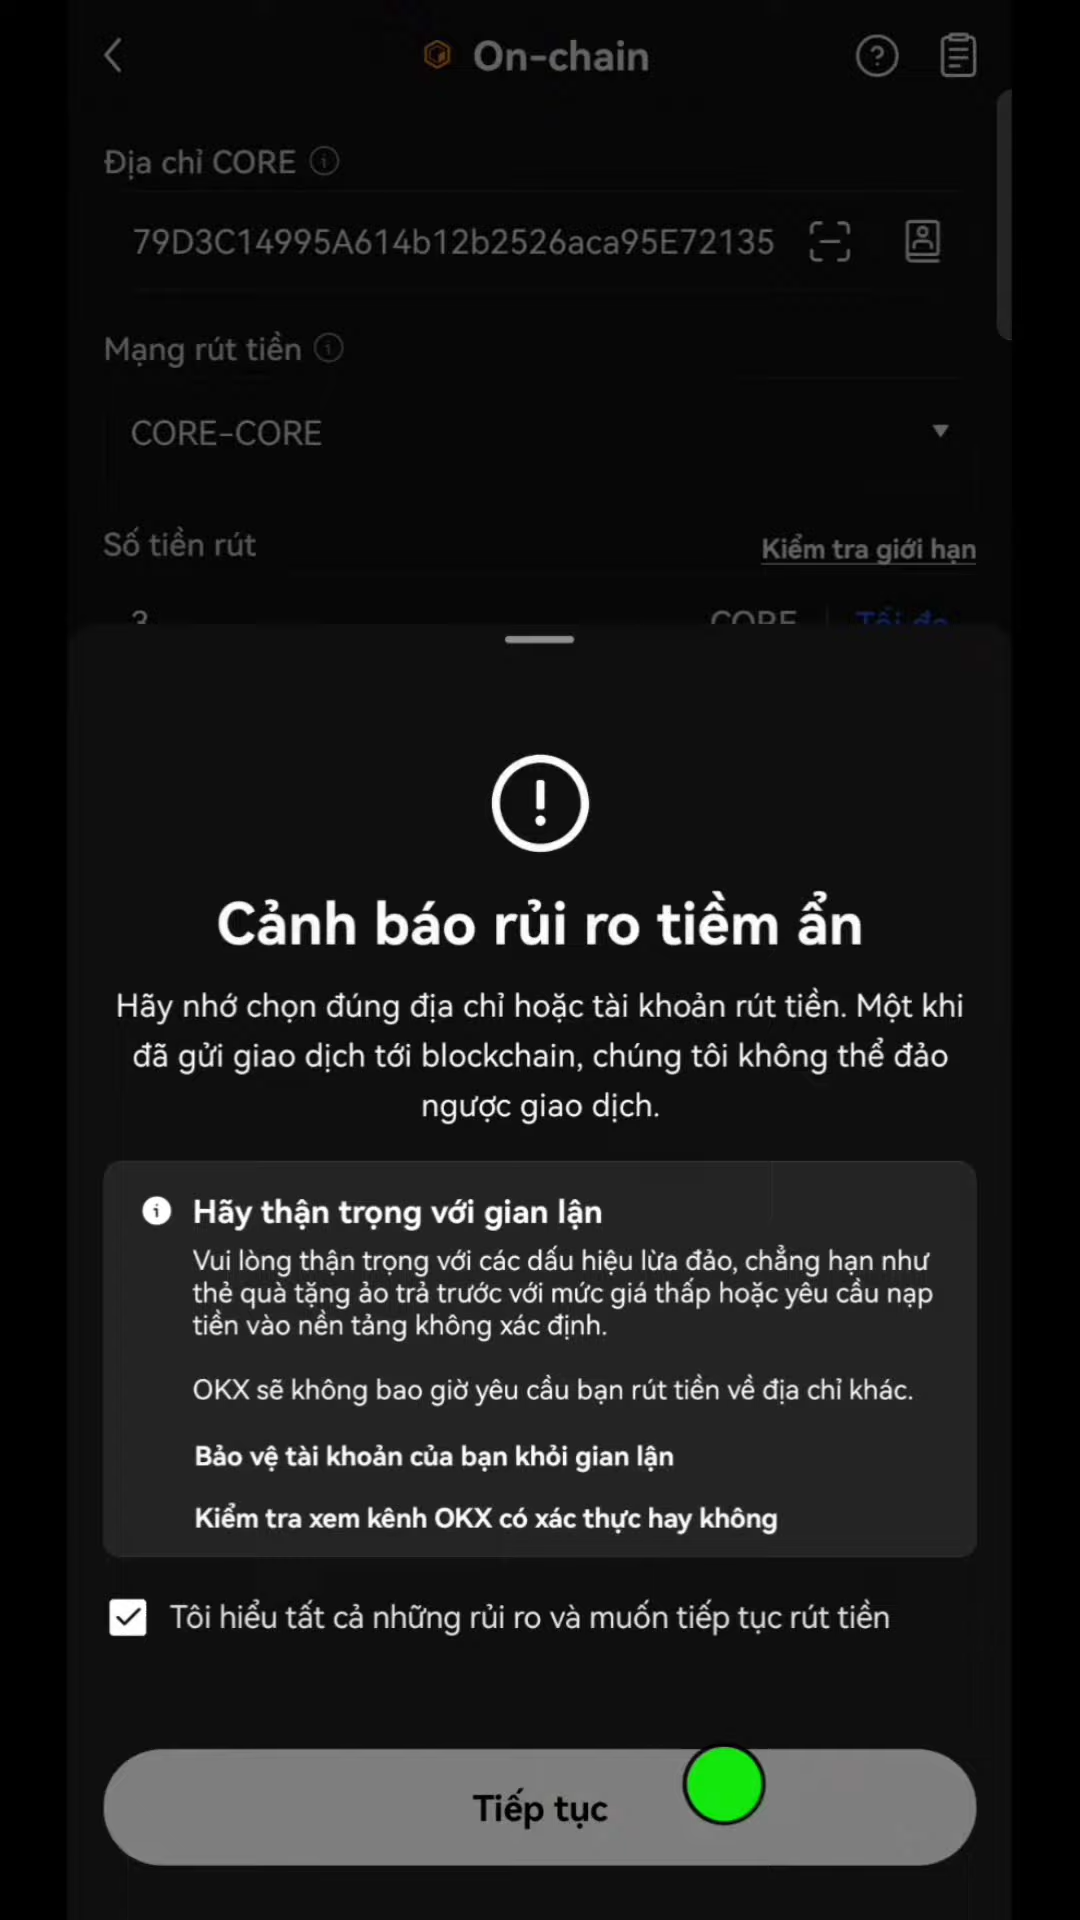 On-chain
Địa chỉ CORE
79D3C14995A614b12b2526aca95E72135
Mạng rút tiền
CORE-CORE
Số tiền rút
Kiểm tra giới hạn
3 CORE Tối đa
Cảnh báo rủi ro tiềm ẩn
Hãy nhớ chọn đúng địa chỉ hoặc tài khoản rút tiền. Một khi
đã gửi giao dịch tới blockchain, chúng tôi không thể đảo
ngược giao dịch.
Hãy thận trọng với gian lận
Vui lòng thận trọng với các dấu hiệu lừa đảo, chẳng hạn như
thẻ quà tặng ảo trả trước với mức giá thấp hoặc yêu cầu nạp
tiền vào nền tảng không xác định.
OKX sẽ không bao giờ yêu cầu bạn rút tiền về địa chỉ khác.
Bảo vệ tài khoản của bạn khỏi gian lận
Kiểm tra xem kênh OKX có xác thực hay không
Tôi hiểu tất cả những rủi ro và muốn tiếp tục rút tiền
Tiếp tục